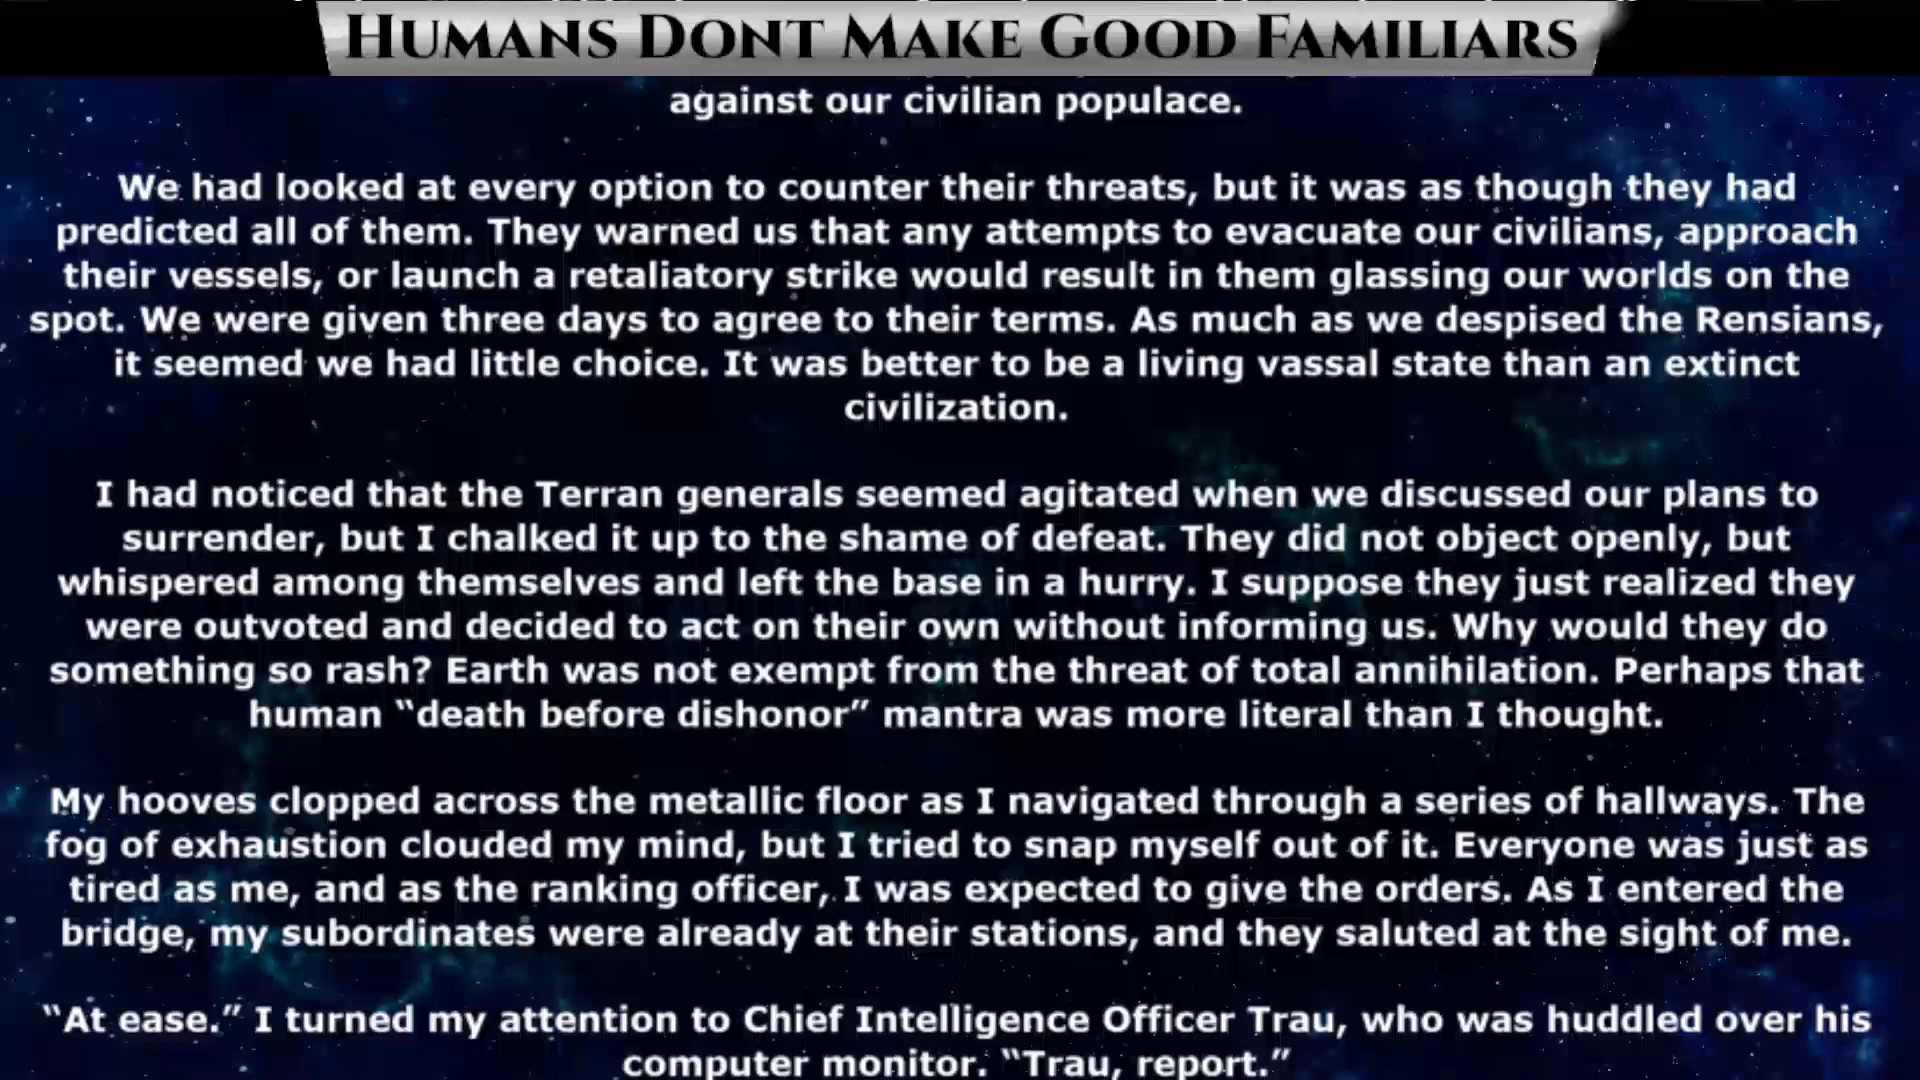 HUMANS DONT MAKE GOOD FAMILIARS
against our civilian populace.
We had looked at every option to counter their threats, but it was as though they had
predicted all of them. They warned us that any attempts to evacuate our civilians, approach
their vessels, or launch a retaliatory strike would result in them glassing our worlds on the
spot. We were given three days to agree to their terms. As much as we despised the Rensians,
it seemed we had little choice. It was better to be a living vassal state than an extinct
civilization.
I had noticed that the Terran generals seemed agitated when we discussed our plans to
surrender, but I chalked it up to the shame of defeat. They did not object openly, but
whispered among themselves and left the base in a hurry. I suppose they just realized they
were outvoted and decided to act on their own without informing us. Why would they do
something so rash? Earth was not exempt from the threat of total annihilation. Perhaps that
human “death before dishonor” mantra was more literal than I thought.
My hooves clopped across the metallic floor as I navigated through a series of hallways. The
fog of exhaustion clouded my mind, but I tried to snap myself out of it. Everyone was just as
tired as me, and as the ranking officer, I was expected to give the orders. As I entered the
bridge, my subordinates were already at their stations, and they saluted at the sight of me.
“At ease.” I turned my attention to Chief Intelligence Officer Trau, who was huddled over his
computer monitor. “Trau, report.”